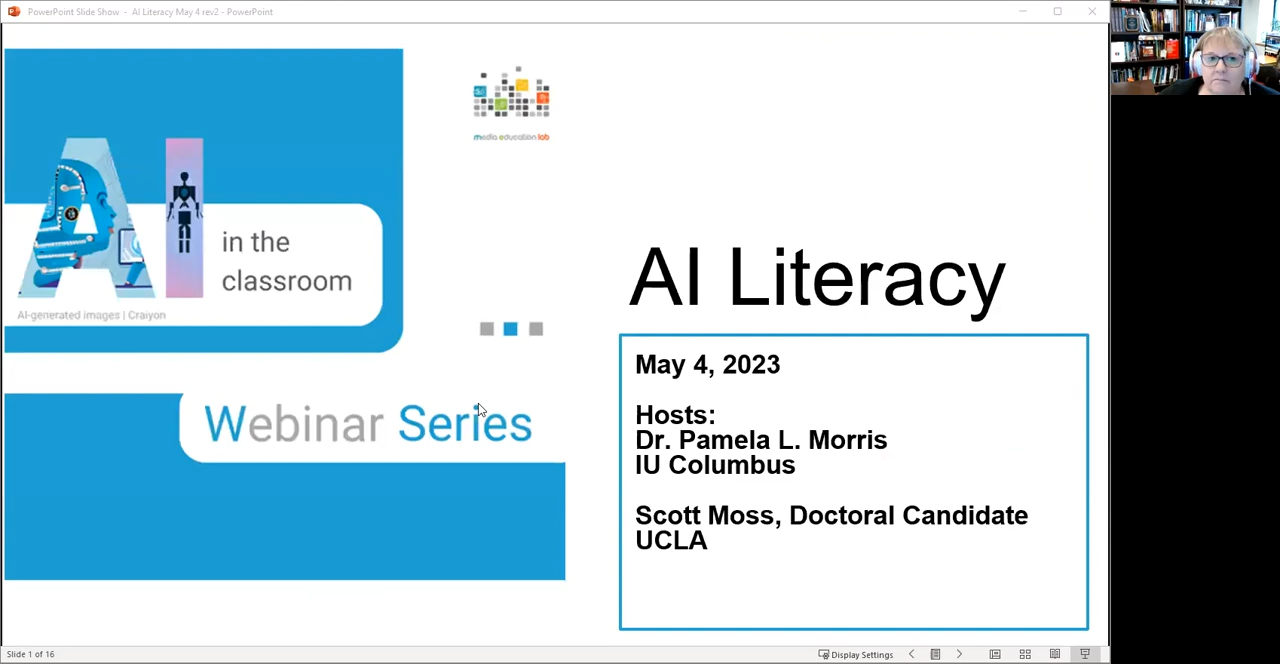 PowerPoint Slide Show - AI Literacy May 4 rev2 - PowerPoint
media education lab
AI
in the
classroom
AI-generated images | Craiyon
Webinar Series
AI Literacy
May 4, 2023
Hosts:
Dr. Pamela L. Morris
IU Columbus
Scott Moss, Doctoral Candidate
UCLA
Slide 1 of 16
Display Settings